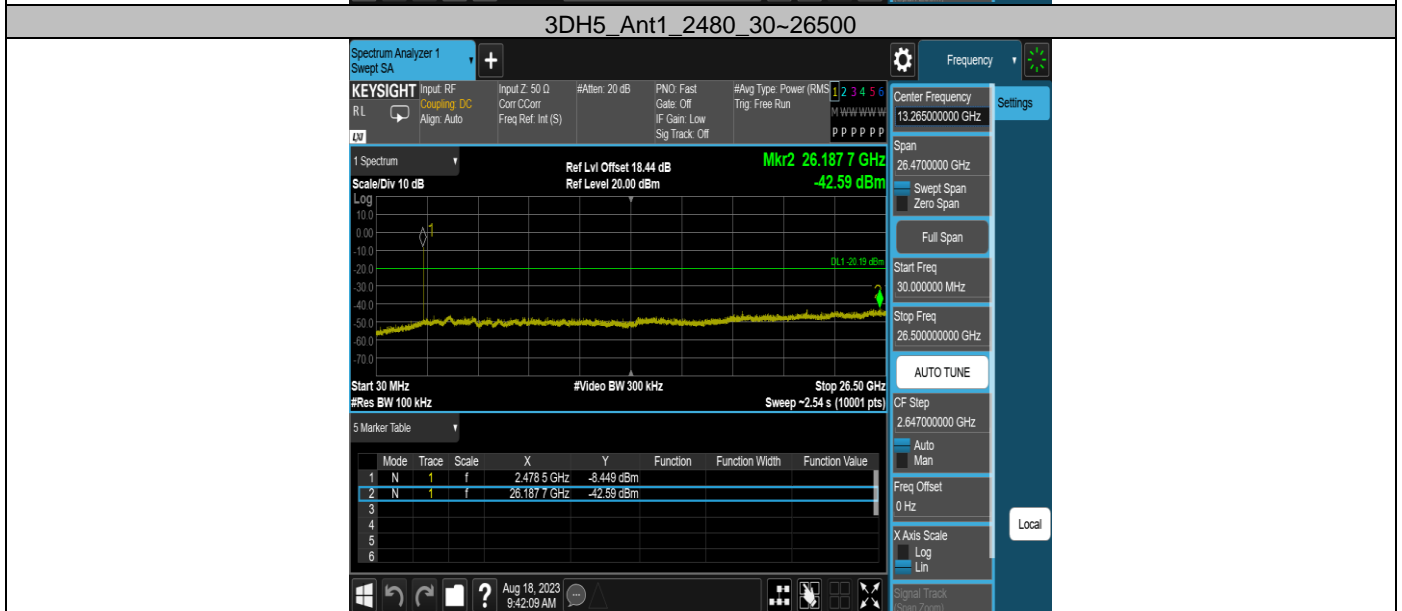 3DH5_Ant1_2480_30~26500
Spectrum Analyzer 1
Swept SA
+
Frequency
KEYSIGHT Input: RF
RL Coupling: DC
Align: Auto
LXI
Input Z: 50 Ω
Corr CCorr
Freq Ref: Int (S)
#Atten: 20 dB
PNO: Fast
Gate: Off
IF Gain: Low
Sig Track: Off
#Avg Type: Power (RMS
Trig: Free Run
1 2 3 4 5 6
M W W W W W
P P P P P P
Center Frequency
13.265000000 GHz
Settings
1 Spectrum
Scale/Div 10 dB
Ref Lvl Offset 18.44 dB
Ref Level 20.00 dBm
Mkr2 26.187 7 GHz
-42.59 dBm
Span
26.4700000 GHz
Swept Span
Zero Span
Log
10.0
0.00
-10.0
-20.0
-30.0
-40.0
-50.0
-60.0
-70.0
1
DL1 -20.19 dBm
2
Full Span
Start Freq
30.000000 MHz
Stop Freq
26.500000000 GHz
AUTO TUNE
Start 30 MHz
#Video BW 300 kHz
Stop 26.50 GHz
#Res BW 100 kHz
Sweep ~2.54 s (10001 pts)
CF Step
2.647000000 GHz
Auto
Man
5 Marker Table
Mode Trace Scale X Y Function Function Width Function Value
1 N 1 f 2.478 5 GHz -8.449 dBm
2 N 1 f 26.187 7 GHz -42.59 dBm
3
4
5
6
Freq Offset
0 Hz
Local
X Axis Scale
Log
Lin
?
Aug 18, 2023
9:42:09 AM
Signal Track
(Span Zoom)